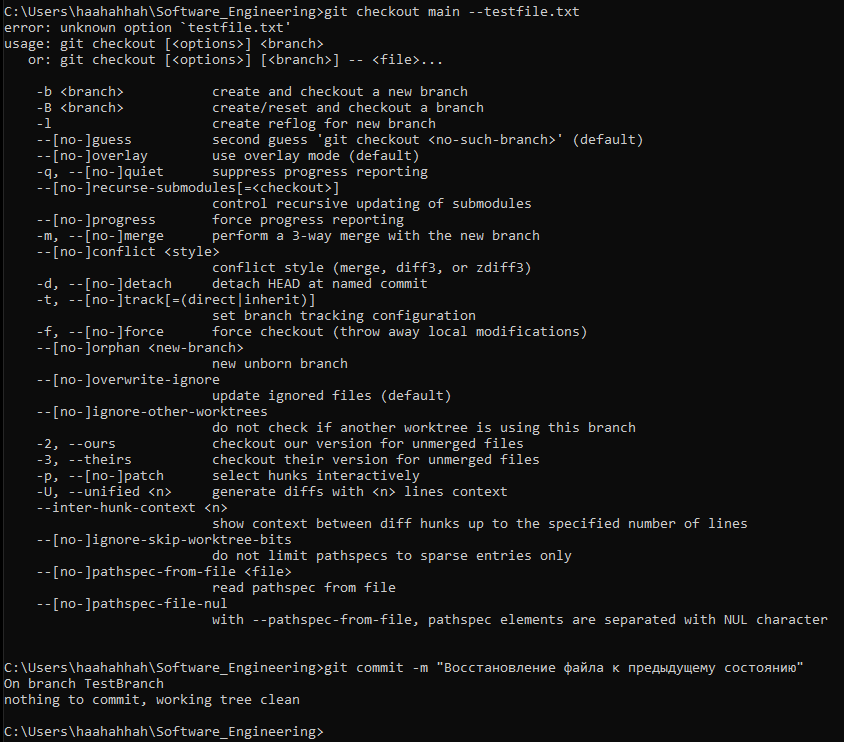 C:\Users\haahahhah\Software_Engineering>git checkout main --testfile.txt
error: unknown option `testfile.txt'
usage: git checkout [<options>] <branch>
   or: git checkout [<options>] [<branch>] -- <file>...

    -b <branch>           create and checkout a new branch
    -B <branch>           create/reset and checkout a branch
    -l                    create reflog for new branch
    --[no-]guess          second guess 'git checkout <no-such-branch>' (default)
    --[no-]overlay        use overlay mode (default)
    -q, --[no-]quiet      suppress progress reporting
    --[no-]recurse-submodules[=<checkout>]
                          control recursive updating of submodules
    --[no-]progress       force progress reporting
    -m, --[no-]merge      perform a 3-way merge with the new branch
    --[no-]conflict <style>
                          conflict style (merge, diff3, or zdiff3)
    -d, --[no-]detach     detach HEAD at named commit
    -t, --[no-]track[=(direct|inherit)]
                          set branch tracking configuration
    -f, --[no-]force      force checkout (throw away local modifications)
    --[no-]orphan <new-branch>
                          new unborn branch
    --[no-]overwrite-ignore
                          update ignored files (default)
    --[no-]ignore-other-worktrees
                          do not check if another worktree is using this branch
    -2, --ours            checkout our version for unmerged files
    -3, --theirs          checkout their version for unmerged files
    -p, --[no-]patch      select hunks interactively
    -U, --unified <n>     generate diffs with <n> lines context
    --inter-hunk-context <n>
                          show context between diff hunks up to the specified number of lines
    --[no-]ignore-skip-worktree-bits
                          do not limit pathspecs to sparse entries only
    --[no-]pathspec-from-file <file>
                          read pathspec from file
    --[no-]pathspec-file-nul
                          with --pathspec-from-file, pathspec elements are separated with NUL character

C:\Users\haahahhah\Software_Engineering>git commit -m "Восстановление файла к предыдущему состоянию"
On branch TestBranch
nothing to commit, working tree clean

C:\Users\haahahhah\Software_Engineering>